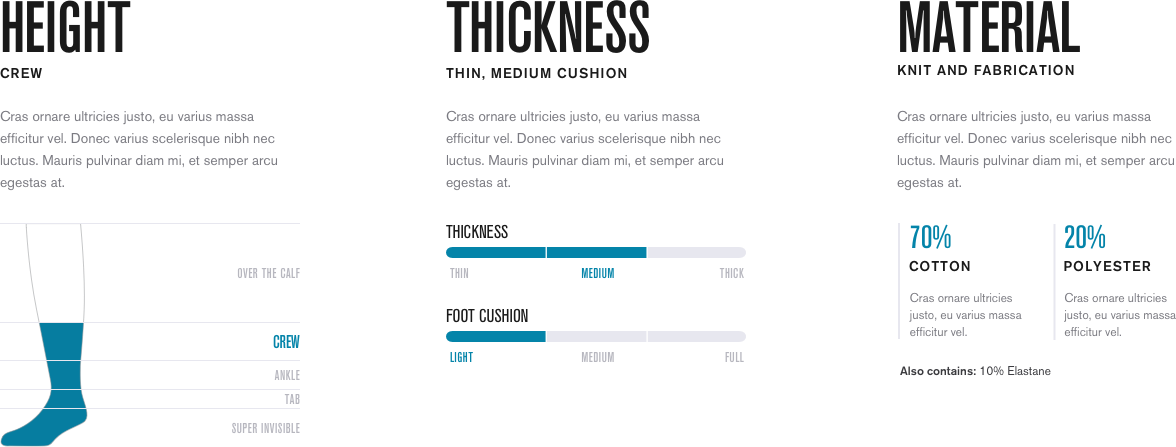 HEIGHT
CREW
Cras ornare ultricies justo, eu varius massa
efficitur vel. Donec varius scelerisque nibh nec
luctus. Mauris pulvinar diam mi, et semper arcu
egestas at.
OVER THE CALF
CREW
ANKLE
TAB
SUPER INVISIBLE
THICKNESS
THIN, MEDIUM CUSHION
Cras ornare ultricies justo, eu varius massa
efficitur vel. Donec varius scelerisque nibh nec
luctus. Mauris pulvinar diam mi, et semper arcu
egestas at.
THICKNESS
THIN MEDIUM THICK
FOOT CUSHION
LIGHT MEDIUM FULL
MATERIAL
KNIT AND FABRICATION
Cras ornare ultricies justo, eu varius massa
efficitur vel. Donec varius scelerisque nibh nec
luctus. Mauris pulvinar diam mi, et semper arcu
egestas at.
70%
COTTON
Cras ornare ultricies
justo, eu varius massa
efficitur vel.
20%
POLYESTER
Cras ornare ultricies
justo, eu varius massa
efficitur vel.
Also contains: 10% Elastane